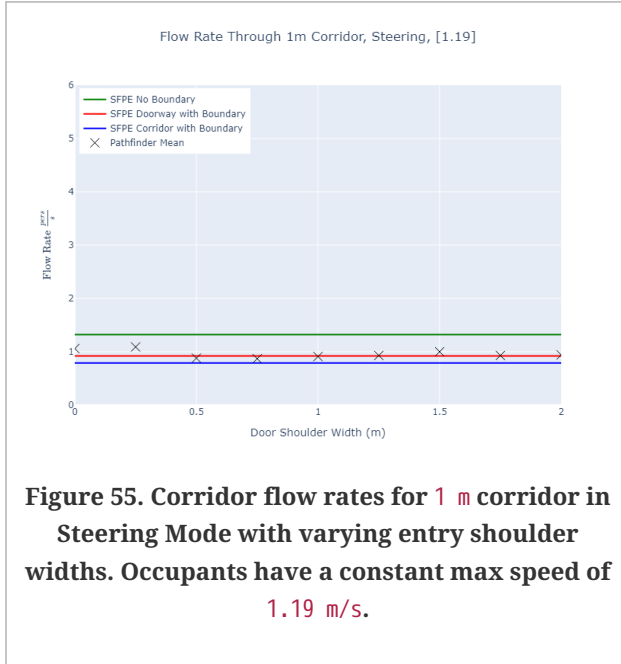 Flow Rate Through 1m Corridor, Steering, [1.19]
SFPE No Boundary
SFPE Doorway with Boundary
SFPE Corridor with Boundary
Pathfinder Mean
6
5
4
3
2
1
0
Flow Rate pers/s
0
0.5
1
1.5
2
Door Shoulder Width (m)
Figure 55. Corridor flow rates for 1 m corridor in
Steering Mode with varying entry shoulder
widths. Occupants have a constant max speed of
1.19 m/s.